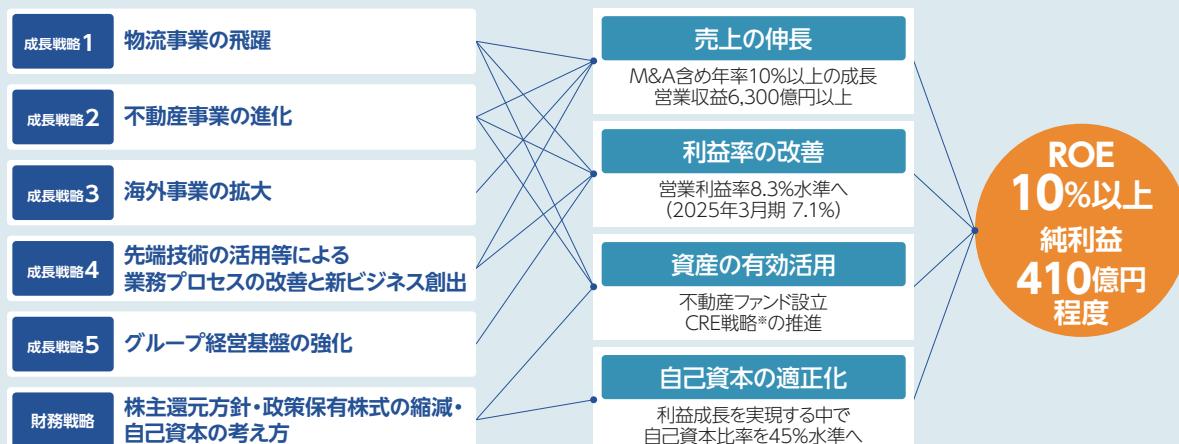 成長戦略1
物流事業の飛躍
成長戦略2
不動産事業の進化
成長戦略3
海外事業の拡大
成長戦略4
先端技術の活用等による
業務プロセスの改善と新ビジネス創出
成長戦略5
グループ経営基盤の強化
財務戦略
株主還元方針・政策保有株式の縮減・
自己資本の考え方
売上の伸長
M&A含め年率10%以上の成長
営業収益6,300億円以上
利益率の改善
営業利益率8.3%水準へ
(2025年3月期 7.1%)
資産の有効活用
不動産ファンド設立
CRE戦略※の推進
自己資本の適正化
利益成長を実現する中で
自己資本比率を45%水準へ
ROE
10%以上
純利益
410億円
程度